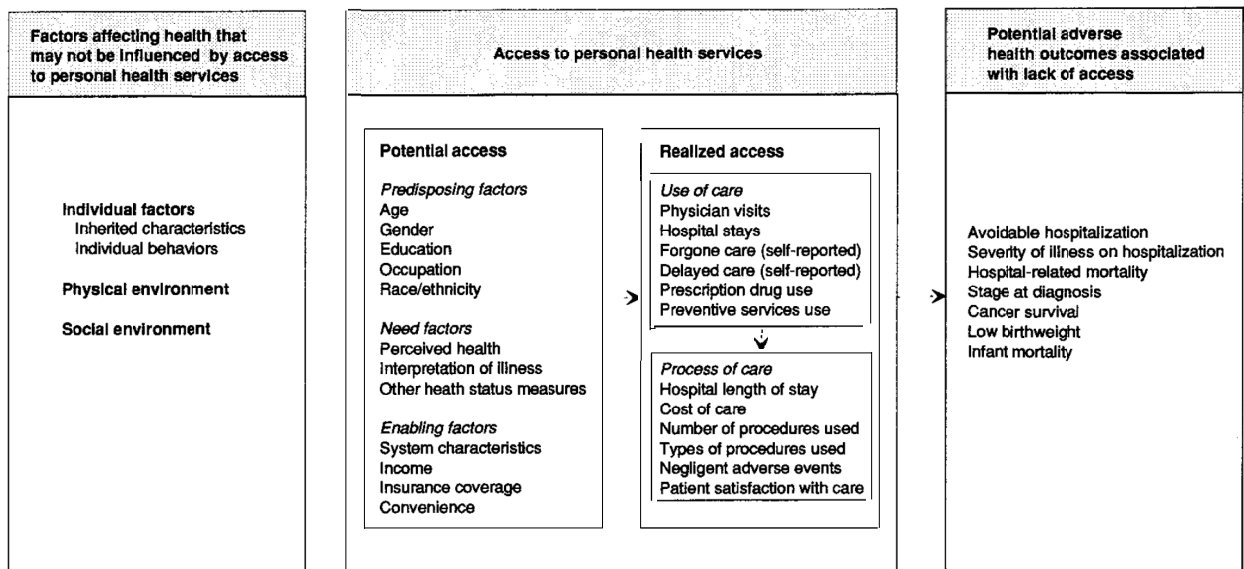 Factors affecting health that
may not be influenced by access
to personal health services
Individual factors
Inherited characteristics
Individual behaviors
Physical environment
Social environment
Access to personal health services
Potential access
Predisposing factors
Age
Gender
Education
Occupation
Race/ethnicity
Need factors
Perceived health
Interpretation of illness
Other heath status measures
Enabling factors
System characteristics
Income
Insurance coverage
Convenience
Realized access
Use of care
Physician visits
Hospital stays
Forgone care (self-reported)
Delayed care (self-reported)
Prescription drug use
Preventive services use
Process of care
Hospital length of stay
Cost of care
Number of procedures used
Types of procedures used
Negligent adverse events
Patient satisfaction with care
Potential adverse
health outcomes associated
with lack of access
Avoidable hospitalization
Severity of illness on hospitalization
Hospital-related mortality
Stage at diagnosis
Cancer survival
Low birthweight
Infant mortality